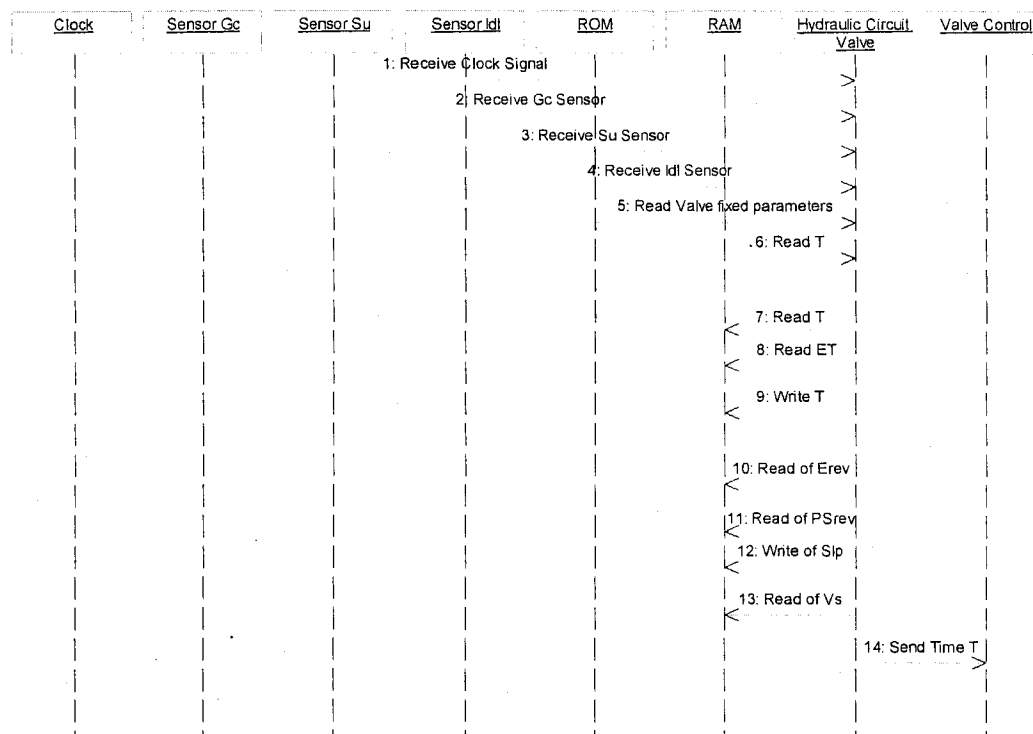 Clock
Sensor Gc
Sensor Su
Sensor Idl
ROM
RAM
Hydraulic Circuit
Valve
Valve Control
1: Receive Clock Signal
2: Receive Gc Sensor
3: Receive Su Sensor
4: Receive Idl Sensor
5: Read Valve fixed parameters
6: Read T
7: Read T
8: Read ET
9: Write T
10: Read of Erev
11: Read of PSrev
12: Write of Slp
13: Read of Vs
14: Send Time T